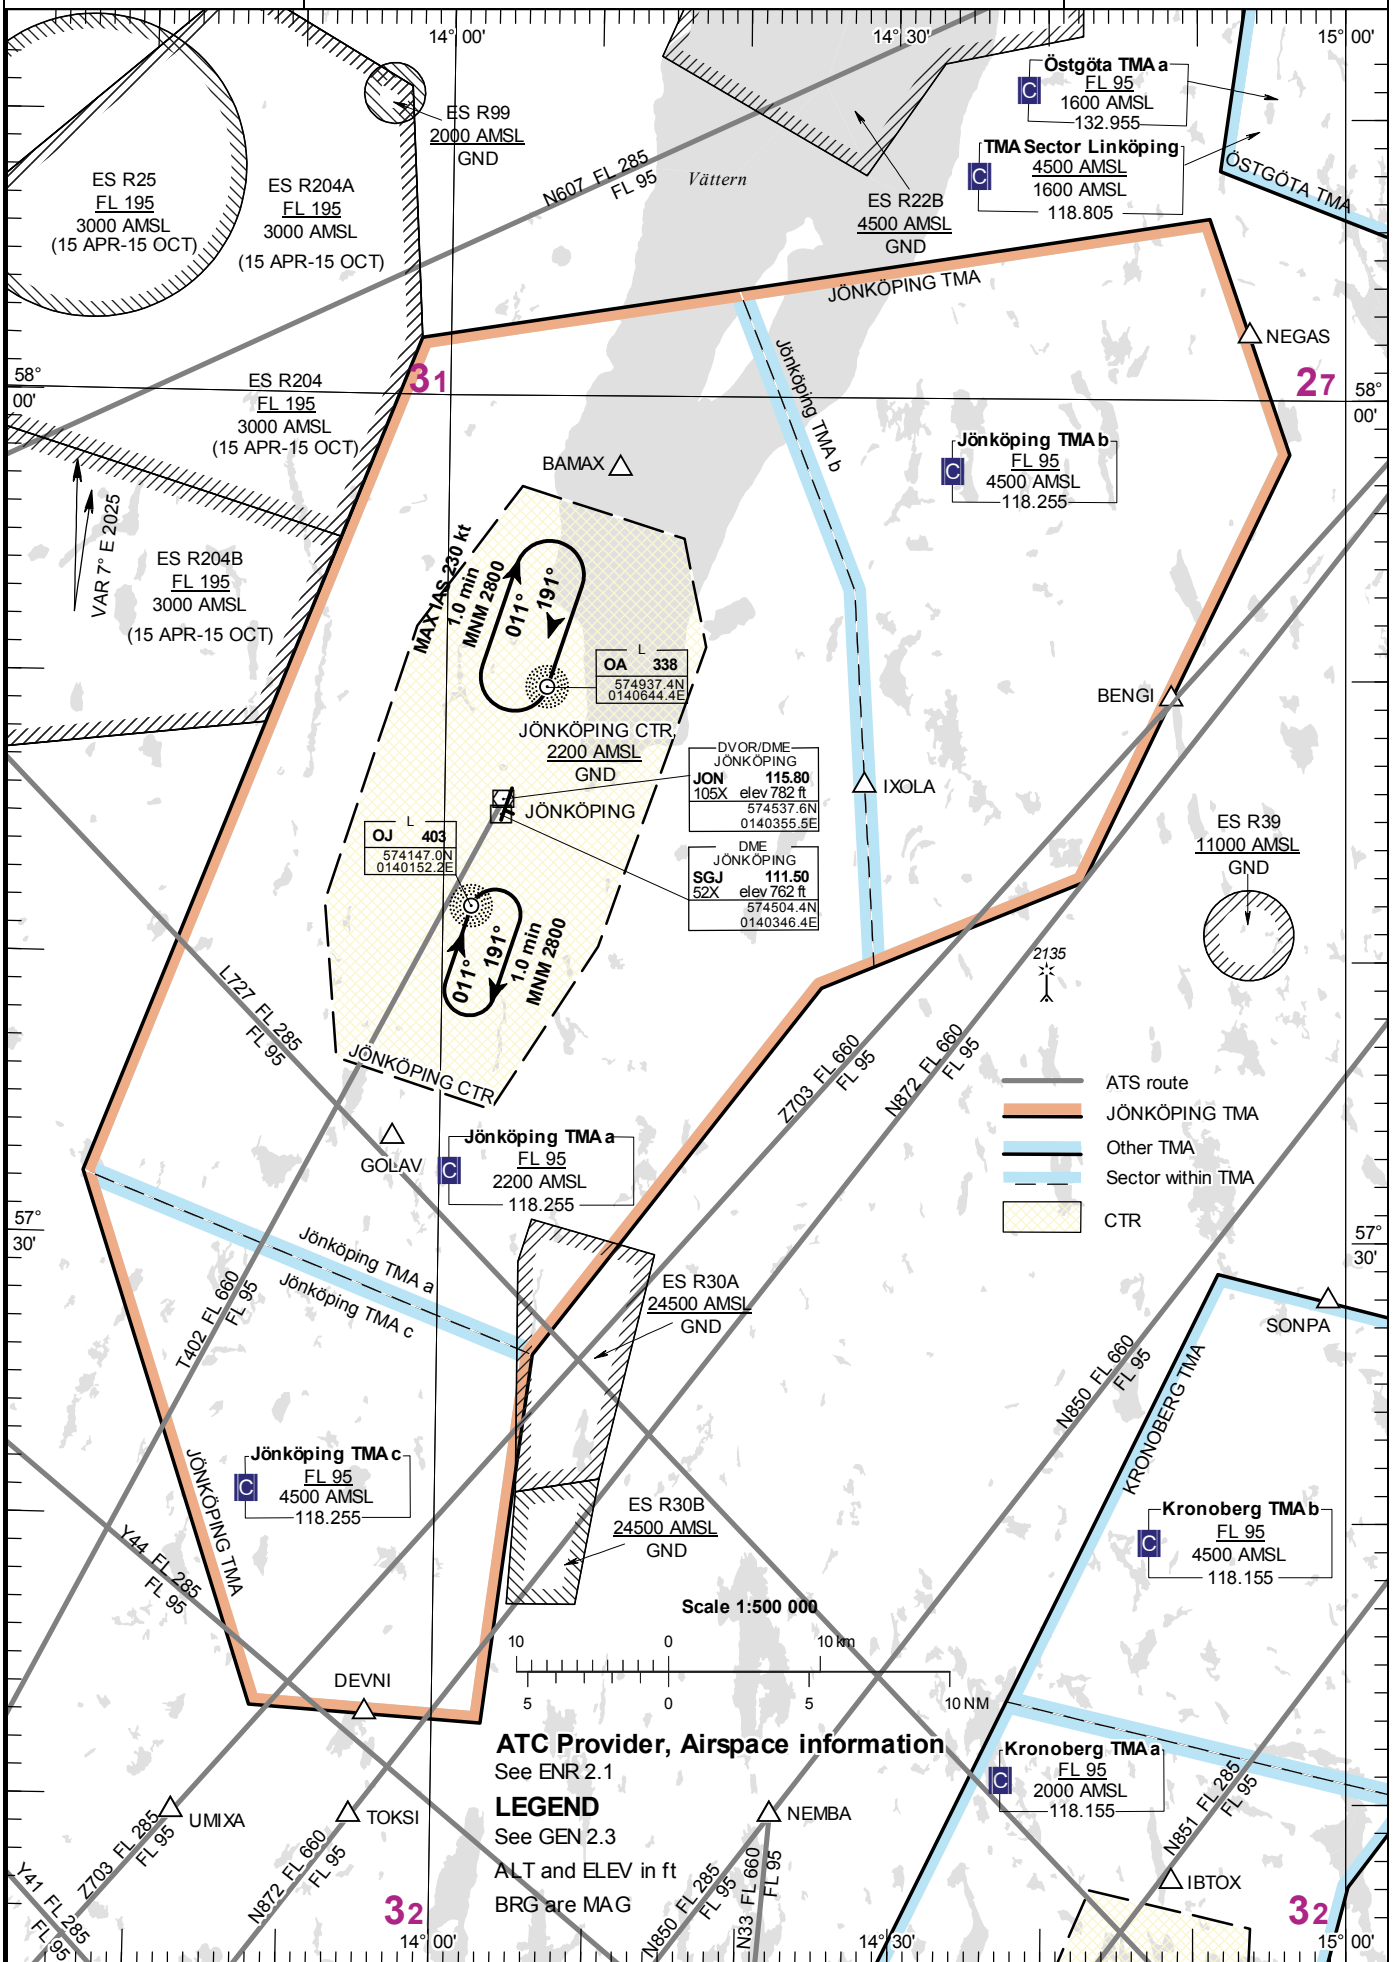 14° 00'
14° 30'
15° 00'
ES R99
2000 AMSL
GND
ES R25
FL 195
3000 AMSL
(15 APR-15 OCT)
ES R204A
FL 195
3000 AMSL
(15 APR-15 OCT)
N607 FL 285
FL 95
Vättern
ES R22B
4500 AMSL
GND
Östgöta TMA a
C
FL 95
1600 AMSL
132.955
TMA Sector Linköping
C
4500 AMSL
1600 AMSL
118.805
ÖSTGÖTA TMA
JÖNKÖPING TMA
NEGAS
58°
00'
31
27
58°
00'
ES R204
FL 195
3000 AMSL
(15 APR-15 OCT)
Jönköping TMA b
BAMAX
Jönköping TMA b
C
FL 95
4500 AMSL
118.255
VAR 7° E 2025
ES R204B
FL 195
3000 AMSL
(15 APR-15 OCT)
MAX IAS 230 kt
1.0 min
MNM 2800
011°
191°
L
OA 338
574937.4N
0140644.4E
JÖNKÖPING CTR
2200 AMSL
GND
BENGI
DVOR/DME
JÖNKÖPING
JON 115.80
105X elev 782 ft
574537.6N
0140355.5E
IXOLA
JÖNKÖPING
L
OJ 403
574147.0N
0140152.2E
DME
JÖNKÖPING
SGJ 111.50
52X elev 762 ft
574504.4N
0140346.4E
ES R39
11000 AMSL
GND
011°
191°
1.0 min
MNM 2800
2135
L727 FL 285
FL 95
JÖNKÖPING CTR
Z703 FL 660
FL 95
N872 FL 660
FL 95
ATS route
JÖNKÖPING TMA
Other TMA
Sector within TMA
CTR
GOLAV
Jönköping TMA a
C
FL 95
2200 AMSL
118.255
57°
30'
57°
30'
Jönköping TMA a
Jönköping TMA c
T402 FL 660
FL 95
ES R30A
24500 AMSL
GND
SONPA
N850 FL 660
FL 95
KRONOBERG TMA
Jönköping TMA c
C
FL 95
4500 AMSL
118.255
JÖNKÖPING TMA
ES R30B
24500 AMSL
GND
Kronoberg TMA b
C
FL 95
4500 AMSL
118.155
Y44 FL 285
FL 95
Scale 1:500 000
10 0 10 km
5 0 5 10 NM
DEVNI
ATC Provider, Airspace information
See ENR 2.1
LEGEND
See GEN 2.3
ALT and ELEV in ft
BRG are MAG
Kronoberg TMA a
C
FL 95
2000 AMSL
118.155
UMIXA
TOKSI
NEMBA
Z703 FL 285
FL 95
N872 FL 660
FL 95
N851 FL 285
FL 95
IBTOX
Y41 FL 285
FL 95
N850 FL 285
FL 95
N33 FL 660
FL 95
32
32
14° 00'
14° 30'
15° 00'